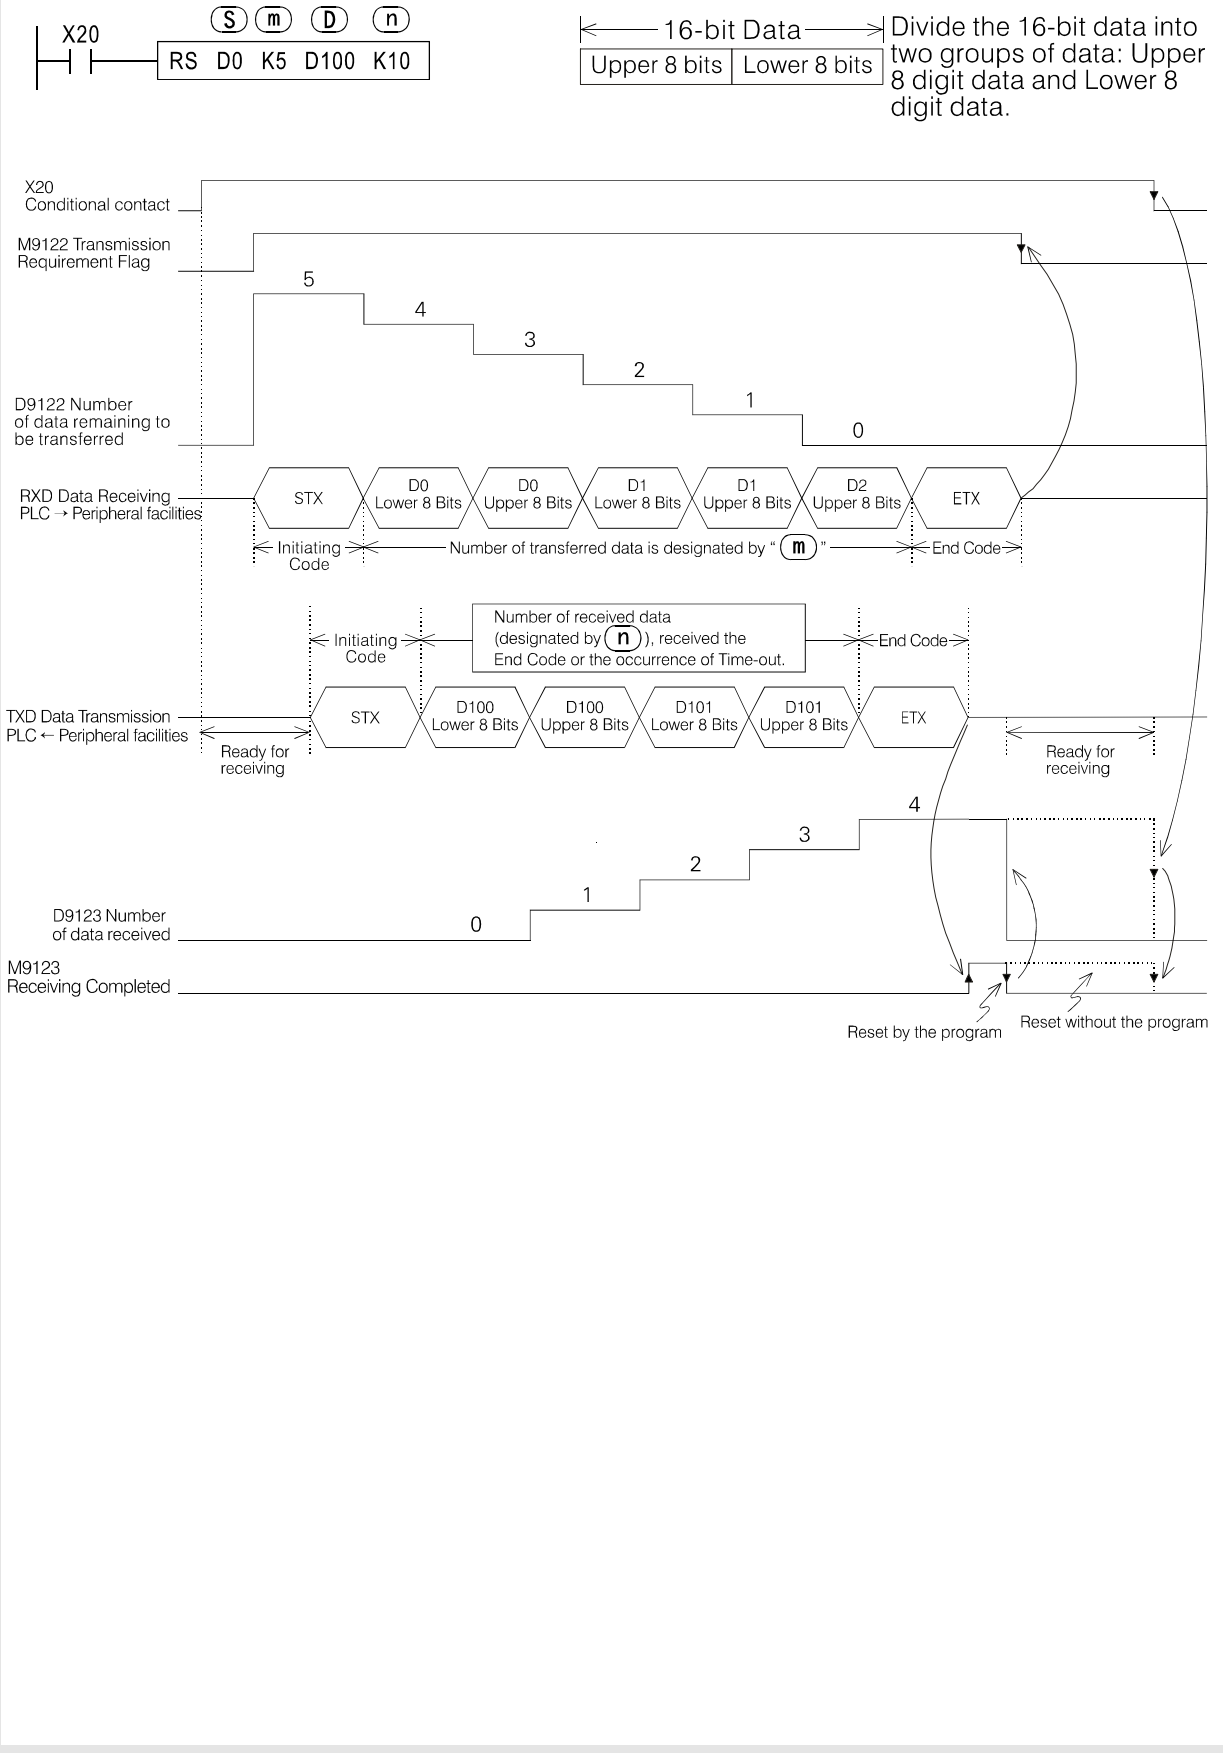 S m D n
X20
RS D0 K5 D100 K10
16-bit Data
Upper 8 bits Lower 8 bits
Divide the 16-bit data into
two groups of data: Upper
8 digit data and Lower 8
digit data.
X20
Conditional contact
M9122 Transmission
Requirement Flag
5
4
3
2
1
0
D9122 Number
of data remaining to
be transferred
RXD Data Receiving
PLC → Peripheral facilities
STX
D0
Lower 8 Bits
D0
Upper 8 Bits
D1
Lower 8 Bits
D1
Upper 8 Bits
D2
Upper 8 Bits
ETX
Initiating
Code
Number of transferred data is designated by “ m ”
End Code
Initiating
Code
Number of received data
(designated by n ), received the
End Code or the occurrence of Time-out.
End Code
TXD Data Transmission
PLC ← Peripheral facilities
STX
D100
Lower 8 Bits
D100
Upper 8 Bits
D101
Lower 8 Bits
D101
Upper 8 Bits
ETX
Ready for
receiving
Ready for
receiving
4
3
2
1
0
D9123 Number
of data received
M9123
Receiving Completed
Reset by the program
Reset without the program